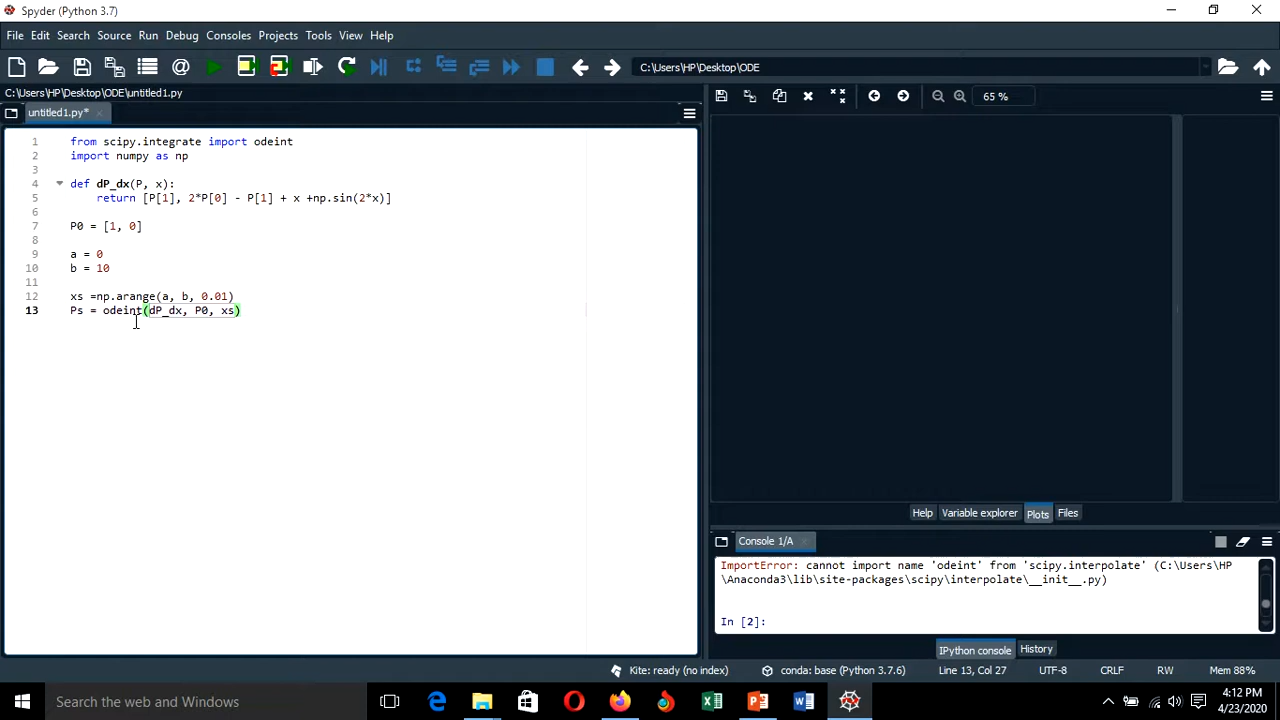 Spyder (Python 3.7)
File Edit Search Source Run Debug Consoles Projects Tools View Help
C:\Users\HP\Desktop\ODE
C:\Users\HP\Desktop\ODE\untitled1.py
untitled1.py*
65 %
1 from scipy.integrate import odeint
2 import numpy as np
3
4 def dP_dx(P, x):
5 return [P[1], 2*P[0] - P[1] + x +np.sin(2*x)]
6
7 P0 = [1, 0]
8
9 a = 0
10 b = 10
11
12 xs =np.arange(a, b, 0.01)
13 Ps = odeint(dP_dx, P0, xs)
Help Variable explorer Plots Files
Console 1/A
ImportError: cannot import name 'odeint' from 'scipy.interpolate' (C:\Users\HP
\Anaconda3\lib\site-packages\scipy\interpolate\__init__.py)
In [2]:
IPython console History
Kite: ready (no index) conda: base (Python 3.7.6) Line 13, Col 27 UTF-8 CRLF RW Mem 88%
Search the web and Windows
4:12 PM
4/23/2020